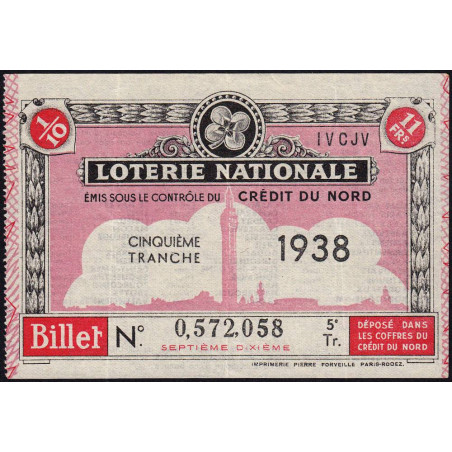 1/10
11 FRS
IVCJV
LOTERIE NATIONALE
ÉMIS SOUS LE CONTRÔLE DU CRÉDIT DU NORD
CINQUIÈME
TRANCHE
1938
Billet N° 0,572,058 5e Tr.
SEPTIÈME DIXIÈME
DÉPOSÉ DANS
LES COFFRES DU
CRÉDIT DU NORD
IMPRIMERIE PIERRE FORVEILLE PARIS-RODEZ.